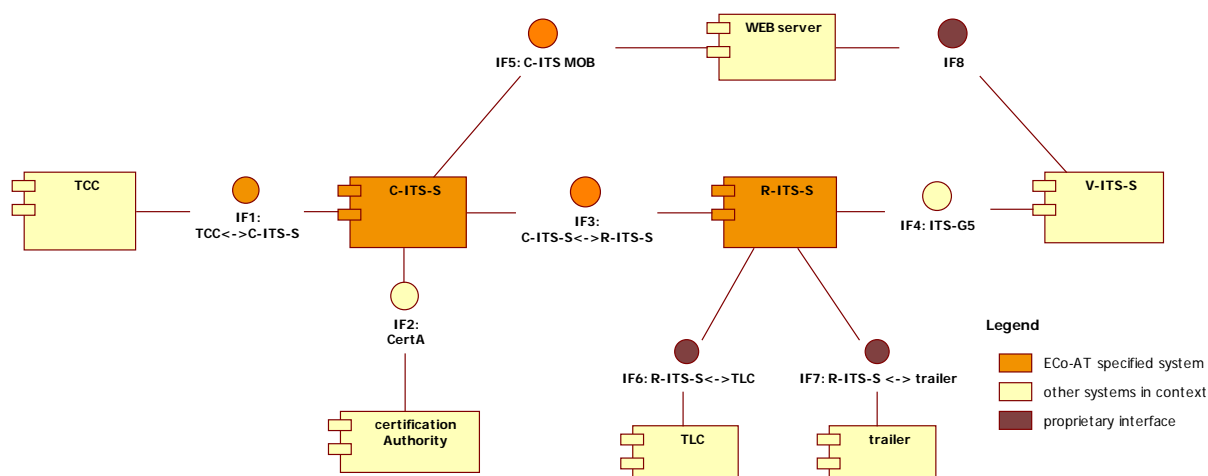 WEB server
IF5: C-ITS MOB
IF8
TCC
C-ITS-S
R-ITS-S
V-ITS-S
IF1:
TCC<->C-ITS-S
IF3:
C-ITS-S<->R-ITS-S
IF4: ITS-G5
IF2:
CertA
Legend
ECo-AT specified system
IF6: R-ITS-S<->TLC
IF7: R-ITS-S <-> trailer
other systems in context
proprietary interface
certification
Authority
TLC
trailer